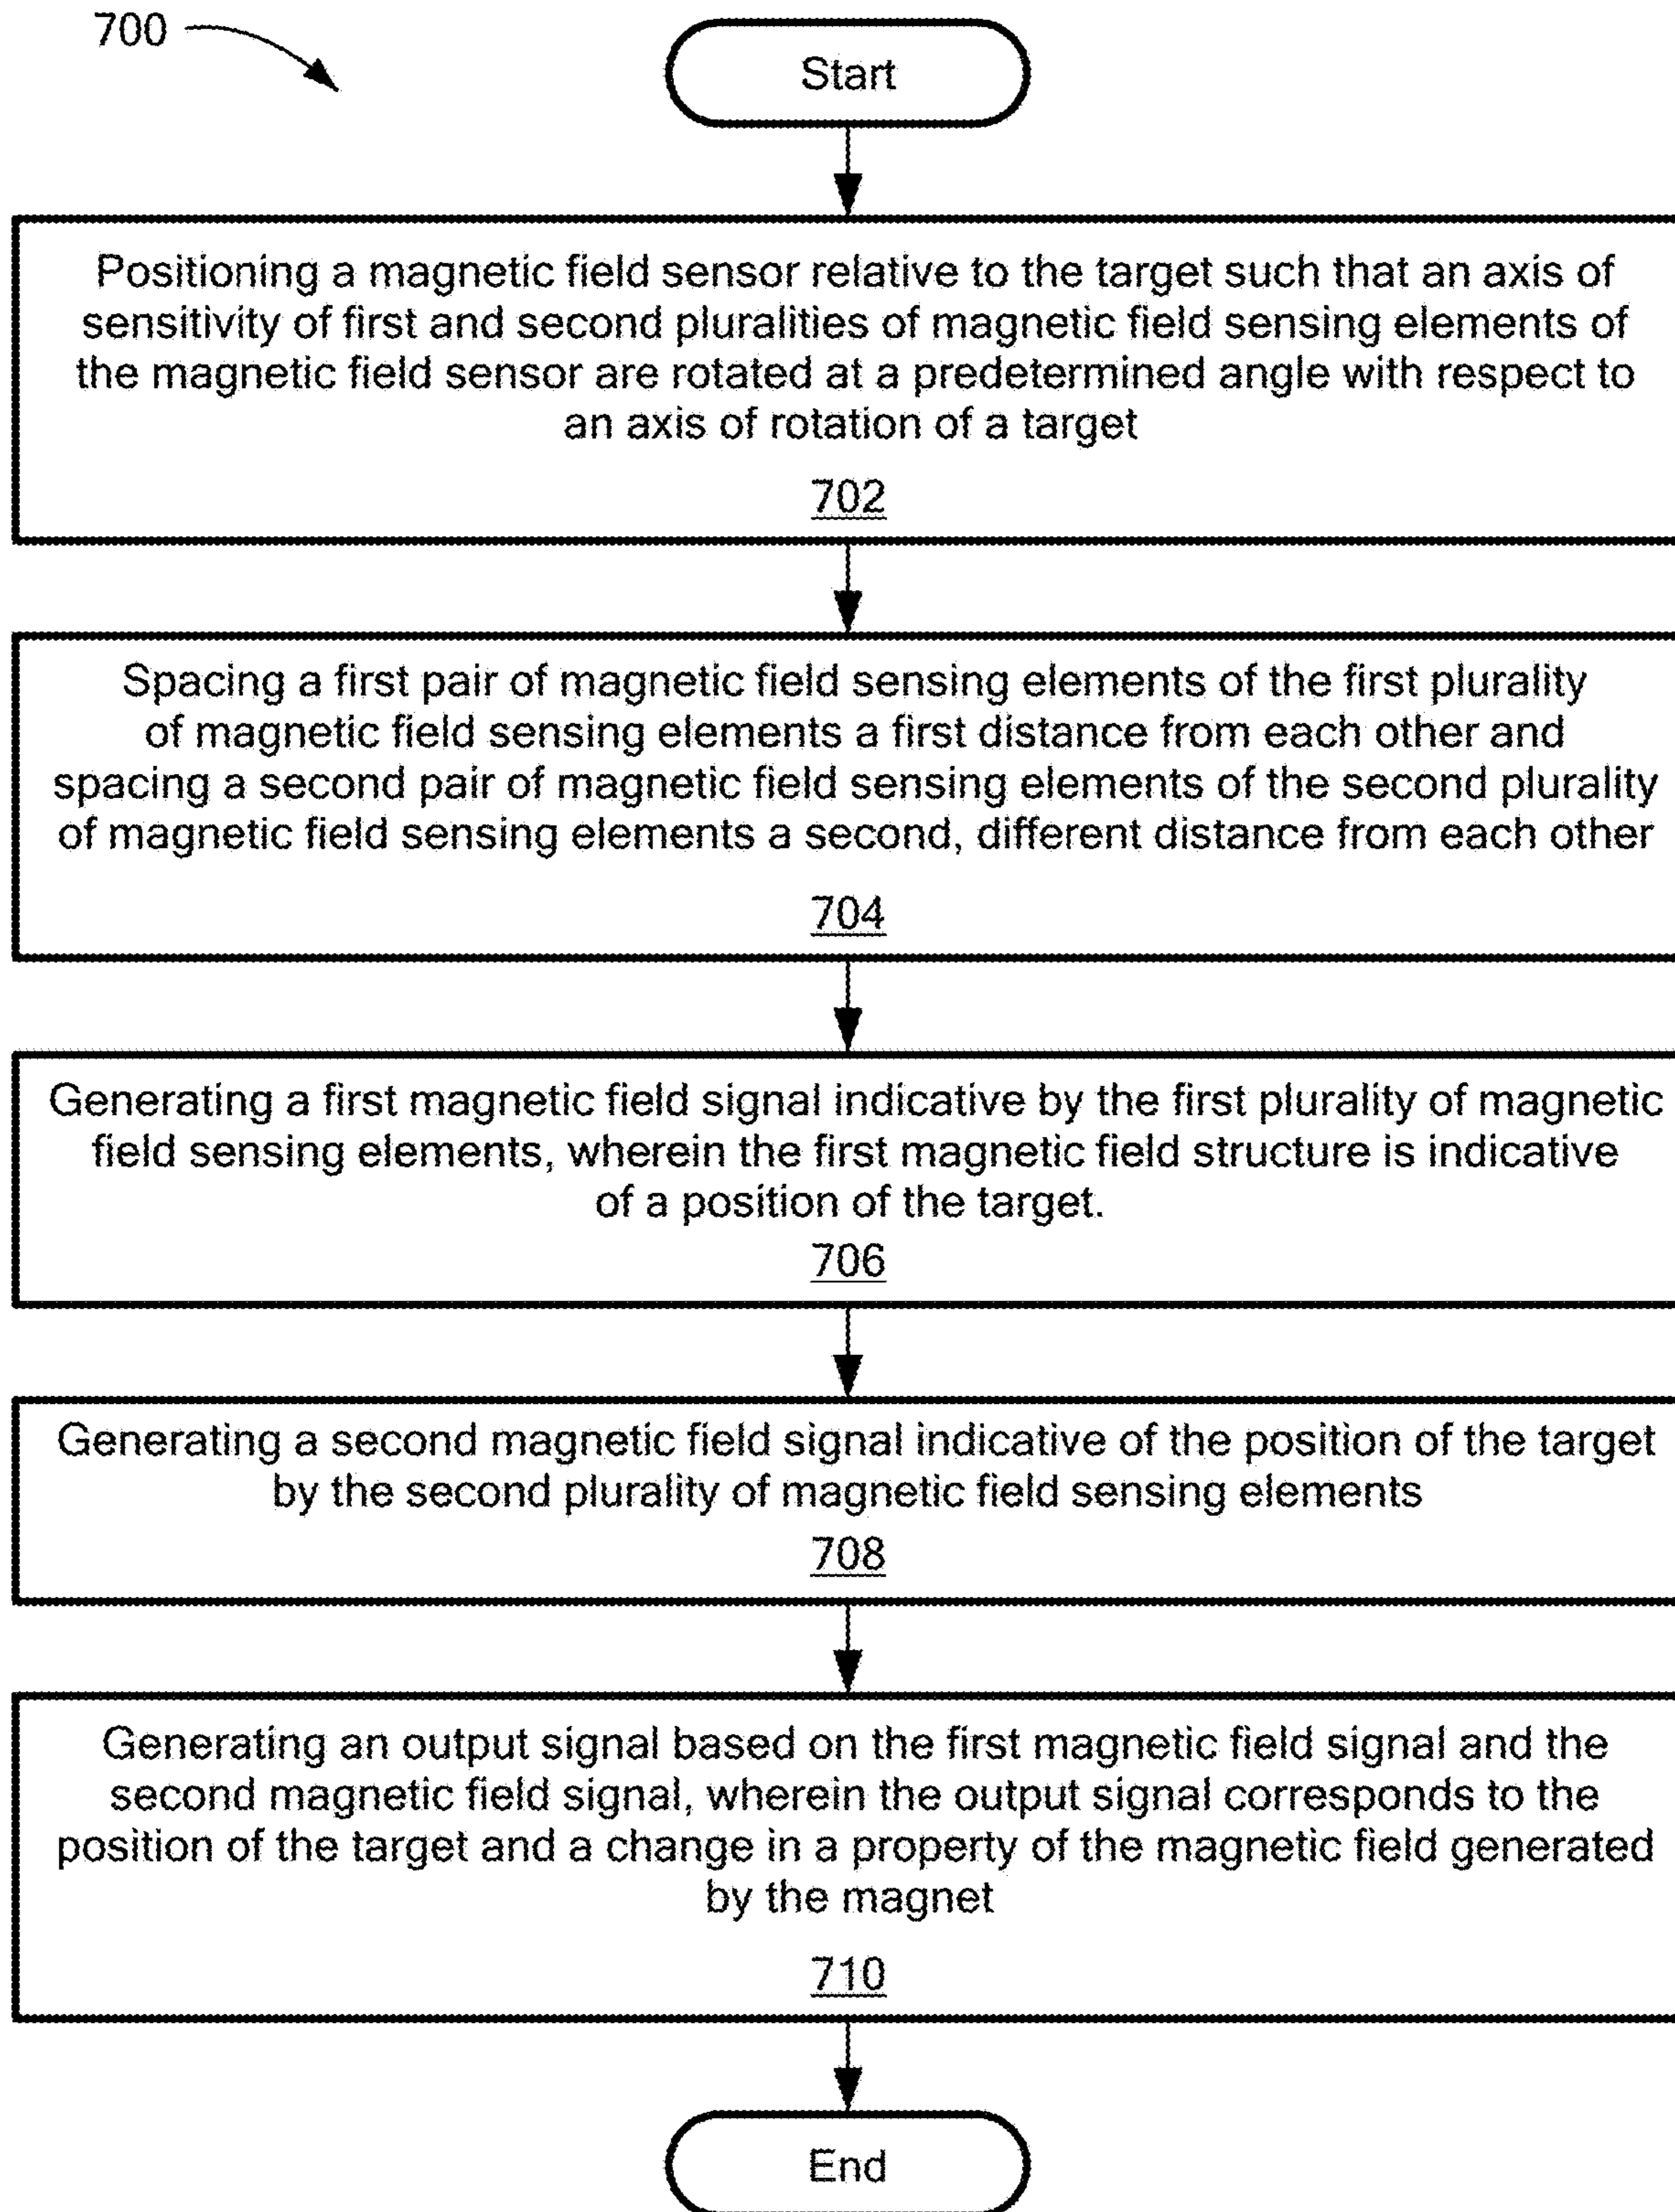 700
Start
Positioning a magnetic field sensor relative to the target such that an axis of
sensitivity of first and second pluralities of magnetic field sensing elements of
the magnetic field sensor are rotated at a predetermined angle with respect to
an axis of rotation of a target
702
Spacing a first pair of magnetic field sensing elements of the first plurality
of magnetic field sensing elements a first distance from each other and
spacing a second pair of magnetic field sensing elements of the second plurality
of magnetic field sensing elements a second, different distance from each other
704
Generating a first magnetic field signal indicative by the first plurality of magnetic
field sensing elements, wherein the first magnetic field structure is indicative
of a position of the target.
706
Generating a second magnetic field signal indicative of the position of the target
by the second plurality of magnetic field sensing elements
708
Generating an output signal based on the first magnetic field signal and the
second magnetic field signal, wherein the output signal corresponds to the
position of the target and a change in a property of the magnetic field generated
by the magnet
710
End